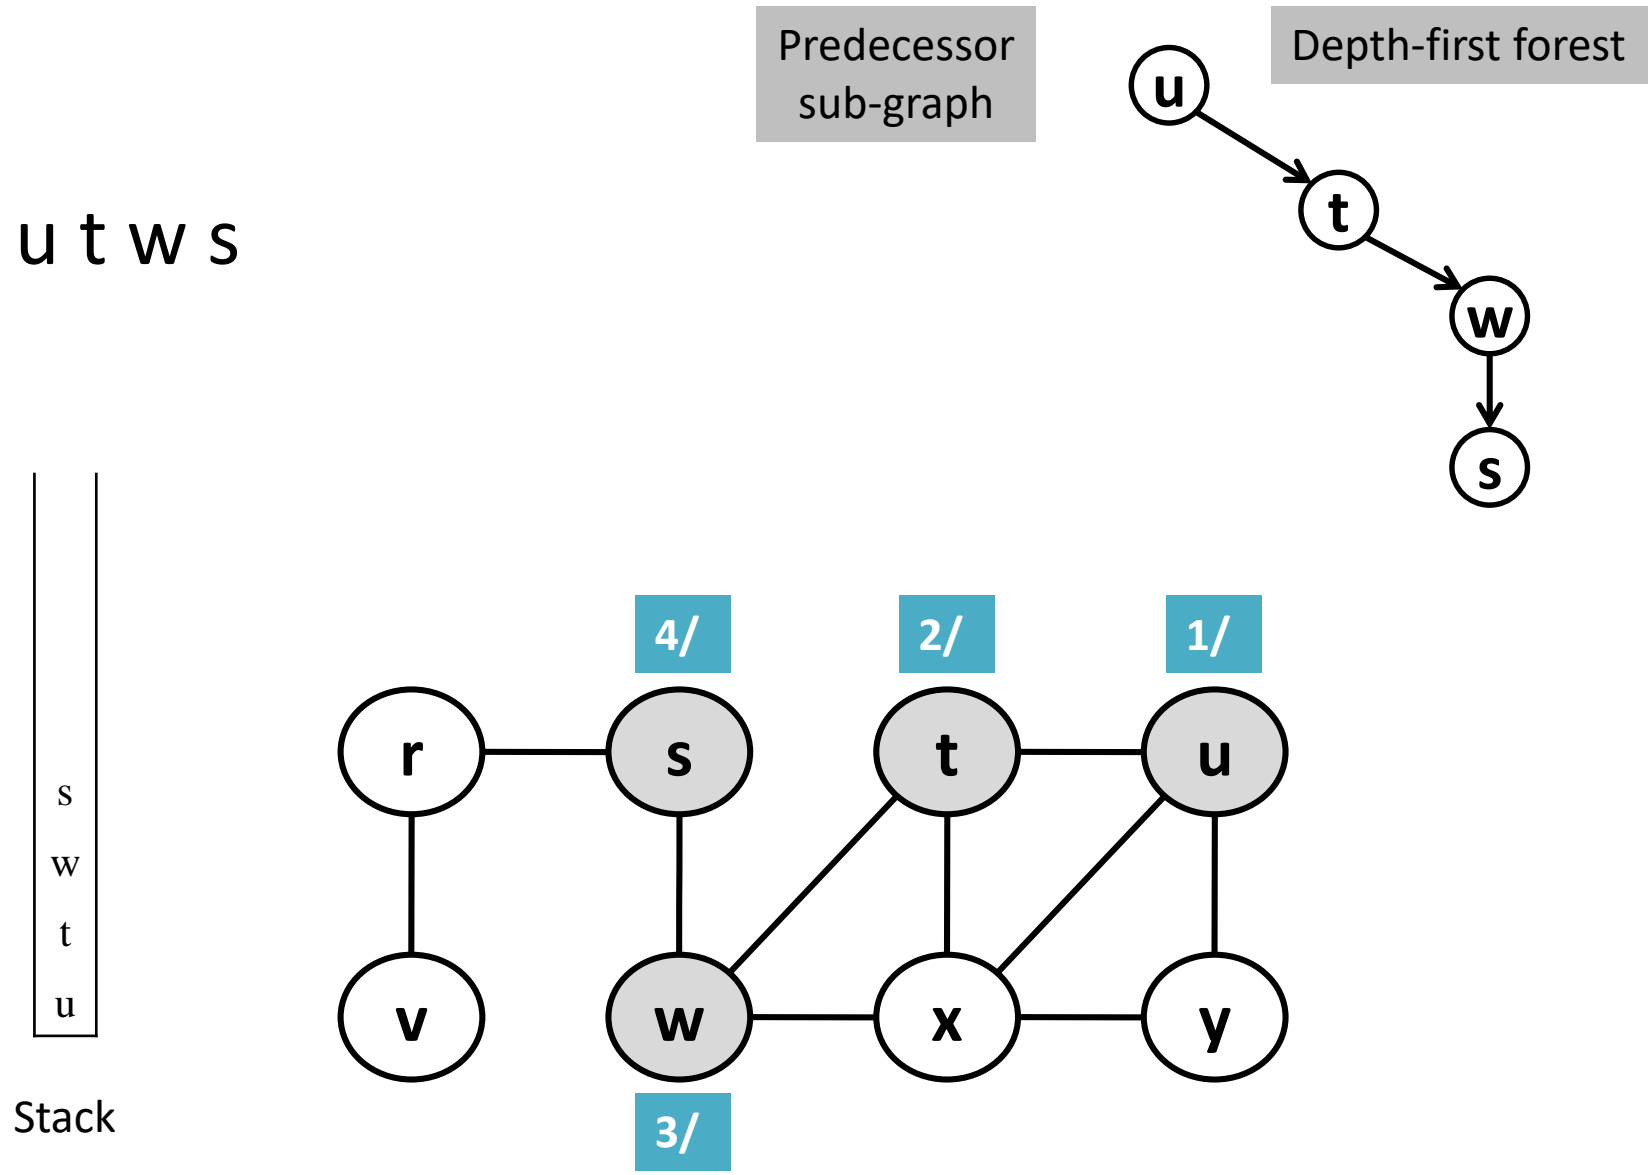 Predecessor
sub-graph
Depth-first forest
u
t
w
s
u t w s
4/
2/
1/
r
s
t
u
v
w
x
y
3/
s
w
t
u
Stack